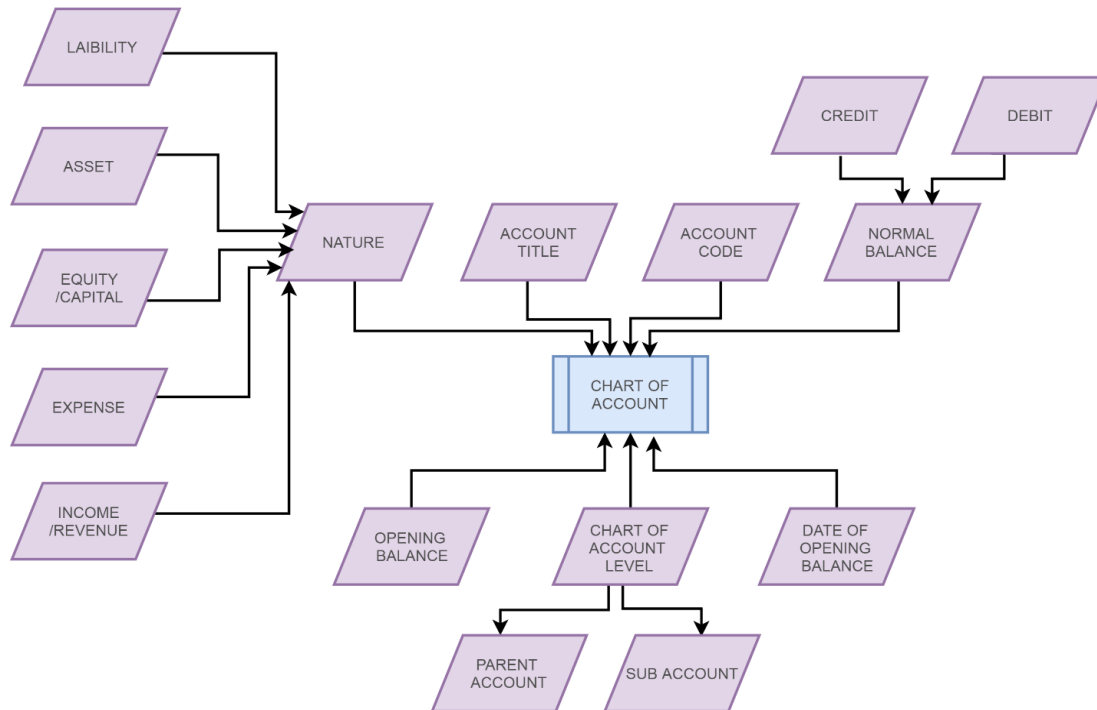 LAIBILITY
CREDIT
DEBIT
ASSET
NATURE
ACCOUNT
TITLE
ACCOUNT
CODE
NORMAL
BALANCE
EQUITY
/CAPITAL
CHART OF
ACCOUNT
EXPENSE
INCOME
/REVENUE
OPENING
BALANCE
CHART OF
ACCOUNT
LEVEL
DATE OF
OPENING
BALANCE
PARENT
ACCOUNT
SUB ACCOUNT